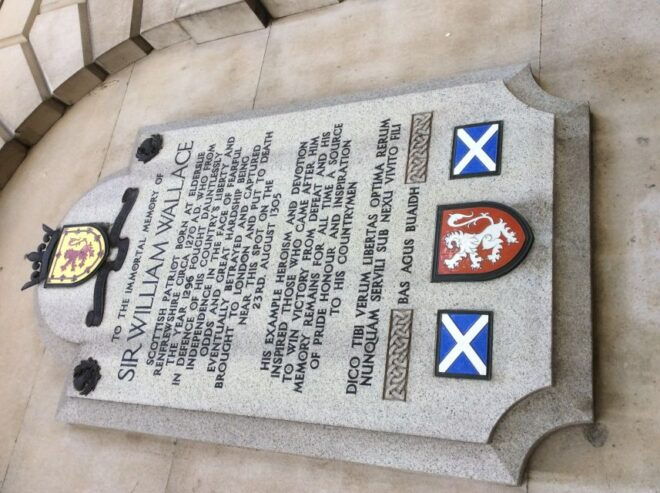 TO THE IMMORTAL MEMORY OF
SIR WILLIAM WALLACE
SCOTTISH PATRIOT BORN AT ELDERSLIE
RENFREWSHIRE CIRCA 1270 A.D. WHO FROM
THE YEAR 1296 FOUGHT DAUNTLESSLY
IN DEFENCE OF HIS COUNTRY'S LIBERTY AND
INDEPENDENCE IN THE FACE OF FEARFUL
ODDS AND GREAT HARDSHIP BEING
EVENTUALLY BETRAYED AND CAPTURED
BROUGHT TO LONDON AND PUT TO DEATH
NEAR THIS SPOT ON THE
23RD. AUGUST 1305
HIS EXAMPLE HEROISM AND DEVOTION
INSPIRED THOSE WHO CAME AFTER HIM
TO WIN VICTORY FROM DEFEAT AND HIS
MEMORY REMAINS FOR ALL TIME A SOURCE
OF PRIDE HONOUR AND INSPIRATION
TO HIS COUNTRYMEN
DICO TIBI VERUM LIBERTAS OPTIMA RERUM
NUNQUAM SERVILI SUB NEXU VIVITO FILI
BAS AGUS BUAIDH